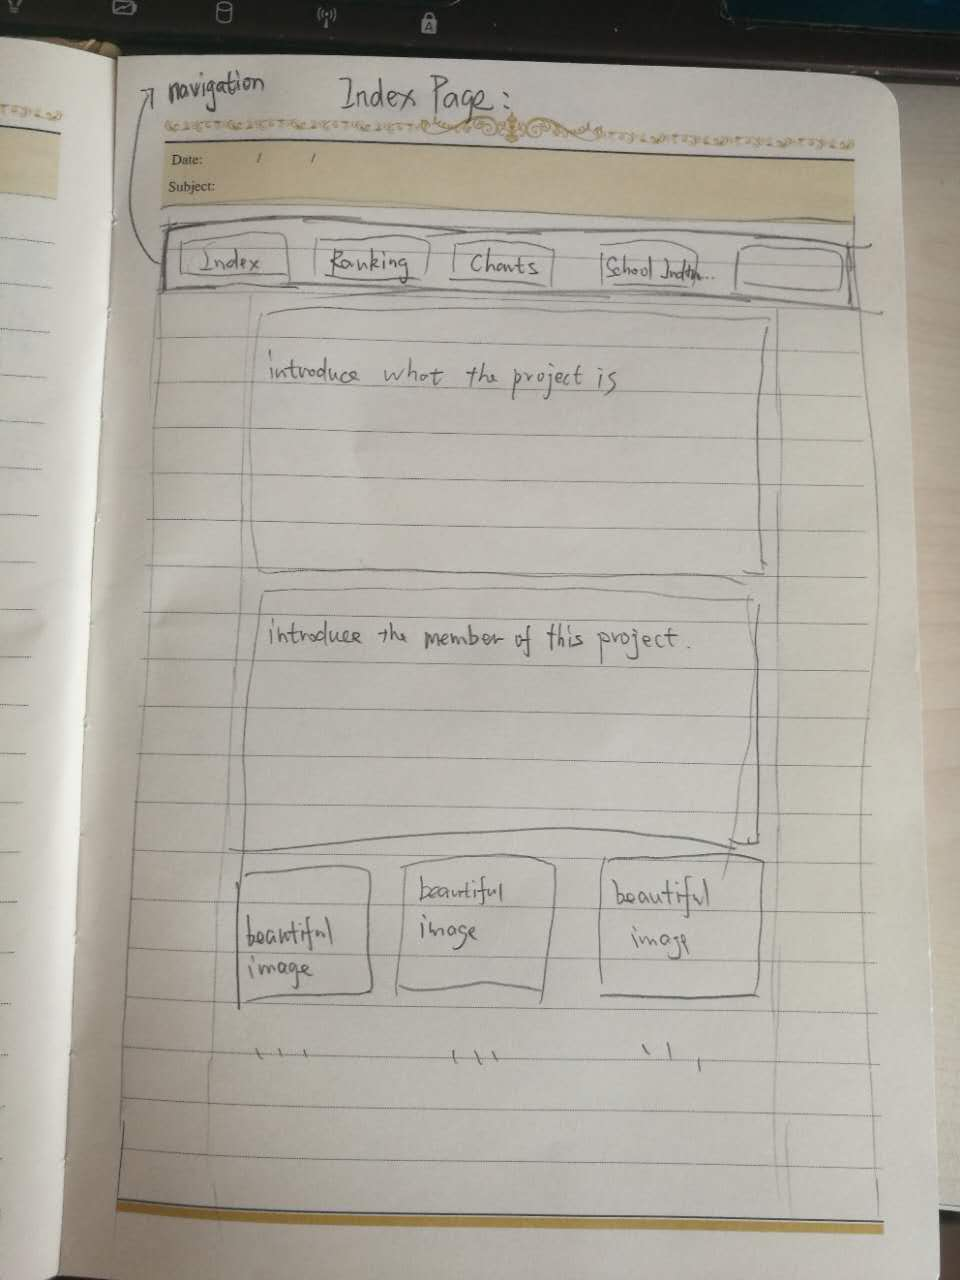 navigation
Index Page:
Date: / /
Subject:
Index
Ranking
Charts
School
introduce what the project is
introduce the member of this project.
beautiful
image
beautiful
image
beautiful
image
A